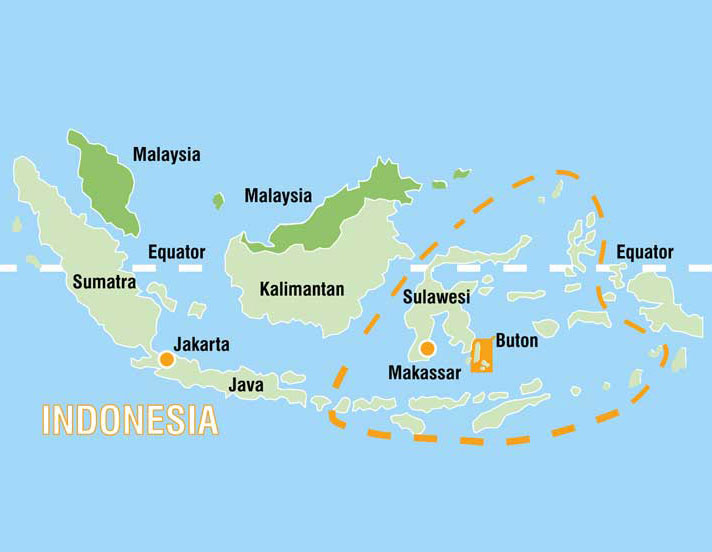 Malaysia
Malaysia
Equator
Equator
Sumatra
Kalimantan
Sulawesi
Jakarta
Buton
Makassar
Java
INDONESIA